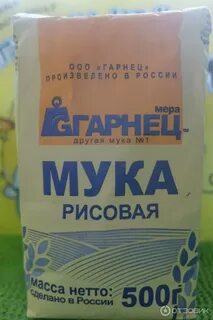 ООО «ГАРНЕЦ»
ПРОИЗВЕДЕНО В РОССИИ
мера
ГАРНЕЦ
другая мука №1
МУКА
РИСОВАЯ
масса нетто:
сделано в России
500г
ОТЗОВИК